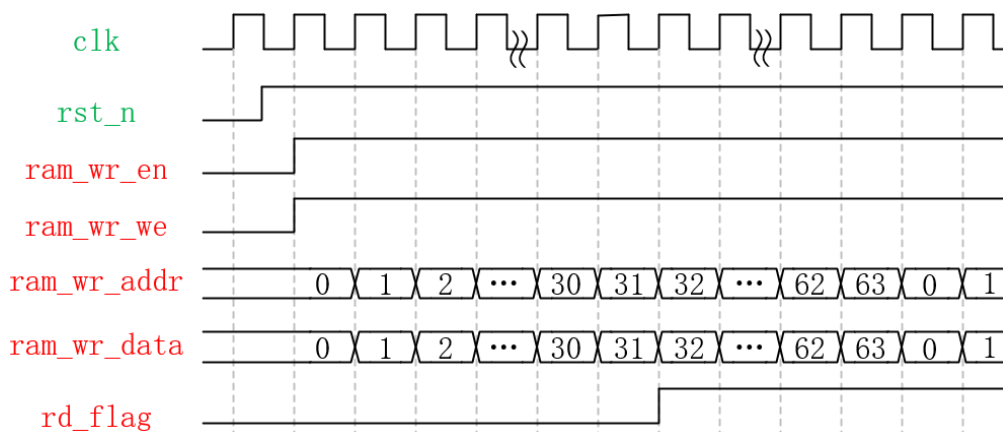 clk
rst_n
ram_wr_en
ram_wr_we
ram_wr_addr 0 1 2 ··· 30 31 32 ··· 62 63 0 1
ram_wr_data 0 1 2 ··· 30 31 32 ··· 62 63 0 1
rd_flag